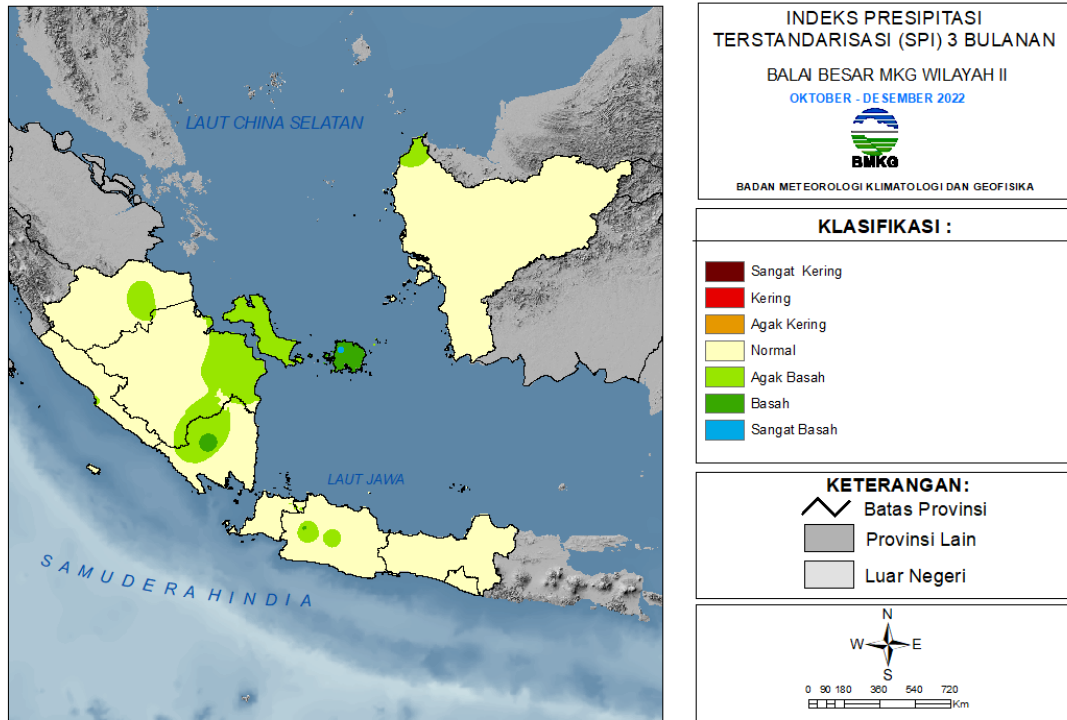 LAUT CHINA SELATAN
LAUT JAWA
SAMUDERA HINDIA
INDEKS PRESIPITASI
TERSTANDARISASI (SPI) 3 BULANAN
BALAI BESAR MKG WILAYAH II
OKTOBER - DESEMBER 2022
BMKG
BADAN METEOROLOGI KLIMATOLOGI DAN GEOFISIKA
KLASIFIKASI :
Sangat Kering
Kering
Agak Kering
Normal
Agak Basah
Basah
Sangat Basah
KETERANGAN:
Batas Provinsi
Provinsi Lain
Luar Negeri
N
W E
S
0 90 180 360 540 720
Km